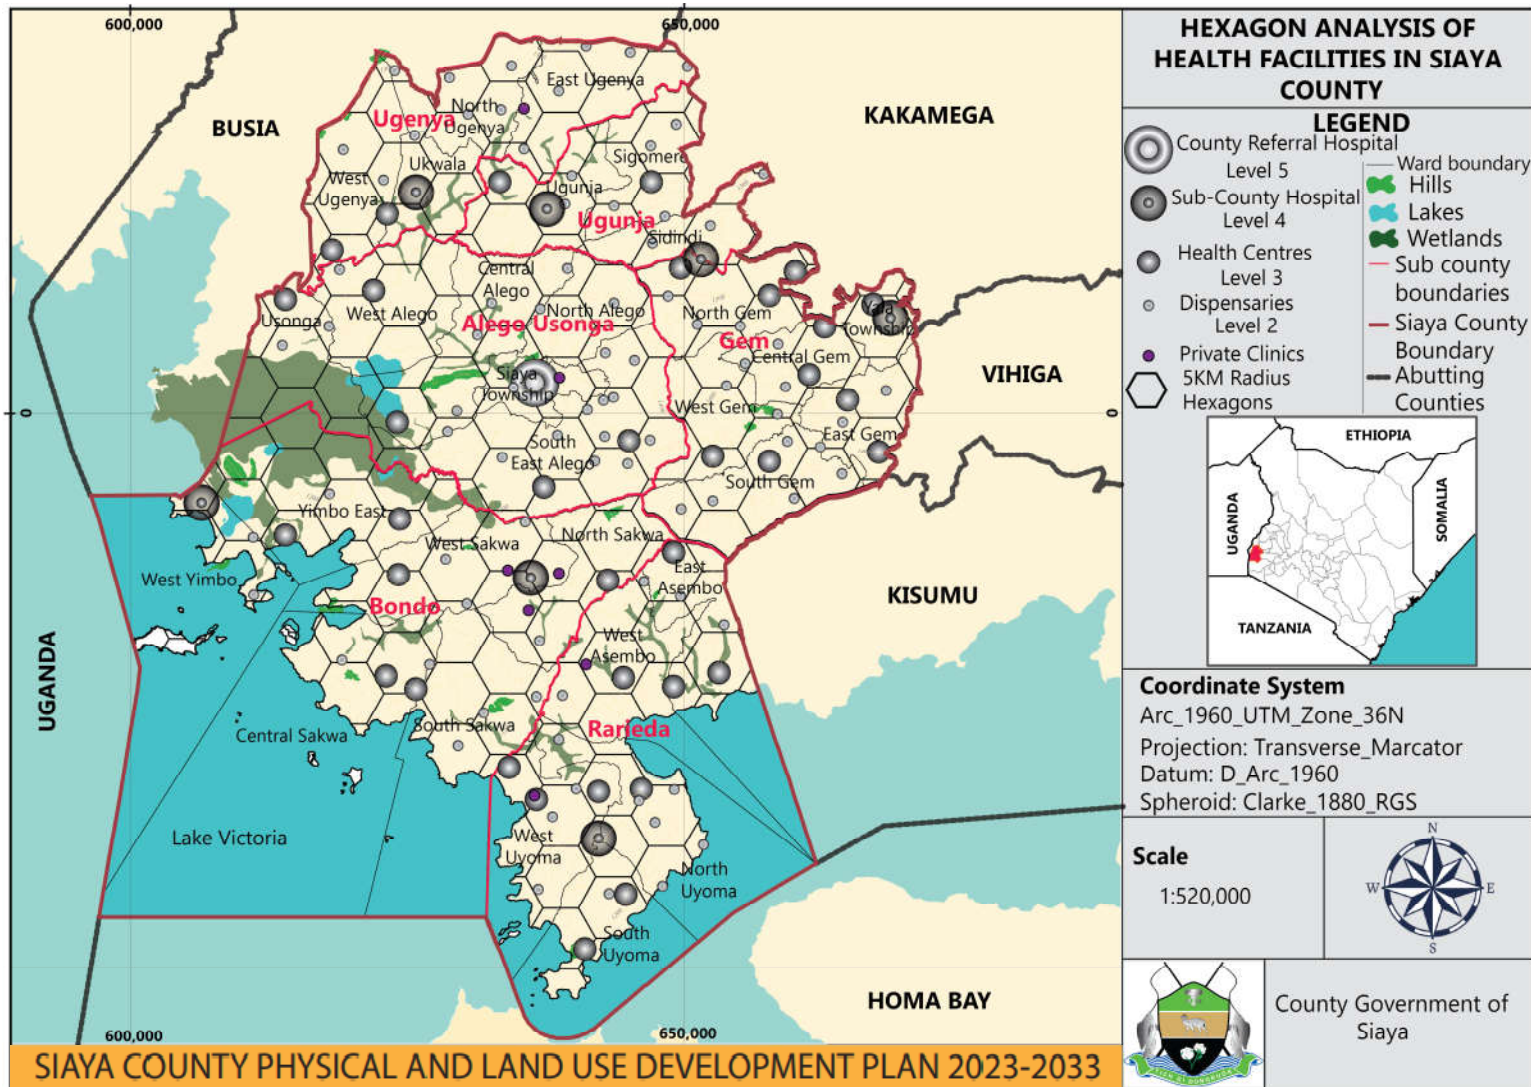 600,000
650,000
BUSIA
KAKAMEGA
East Ugenya
North
Ugenya
Ugenya
Ukwala
West
Ugenya
Sigomere
Ugunja
Ugunja
Sidindi
Central
Alego
Usonga
West Alego
North Alego
Alego Usonga
North Gem
Gem
Yala
Township
Central Gem
Siaya
Township
VIHIGA
West Gem
East Gem
South
East Alego
South Gem
0
0
Yimbo East
West Sakwa
North Sakwa
West Yimbo
East
Asembo
KISUMU
Bondo
West
Asembo
UGANDA
Central Sakwa
South Sakwa
Rarieda
Lake Victoria
West
Uyoma
North
Uyoma
South
Uyoma
HOMA BAY
600,000
650,000
SIAYA COUNTY PHYSICAL AND LAND USE DEVELOPMENT PLAN 2023-2033
HEXAGON ANALYSIS OF
HEALTH FACILITIES IN SIAYA
COUNTY
LEGEND
County Referral Hospital
Level 5
Sub-County Hospital
Level 4
Health Centres
Level 3
Dispensaries
Level 2
Private Clinics
5KM Radius
Hexagons
Ward boundary
Hills
Lakes
Wetlands
Sub county
boundaries
Siaya County
Boundary
Abutting
Counties
ETHIOPIA
UGANDA
SOMALIA
TANZANIA
Coordinate System
Arc_1960_UTM_Zone_36N
Projection: Transverse_Marcator
Datum: D_Arc_1960
Spheroid: Clarke_1880_RGS
Scale
1:520,000
N
W
E
S
County Government of
Siaya